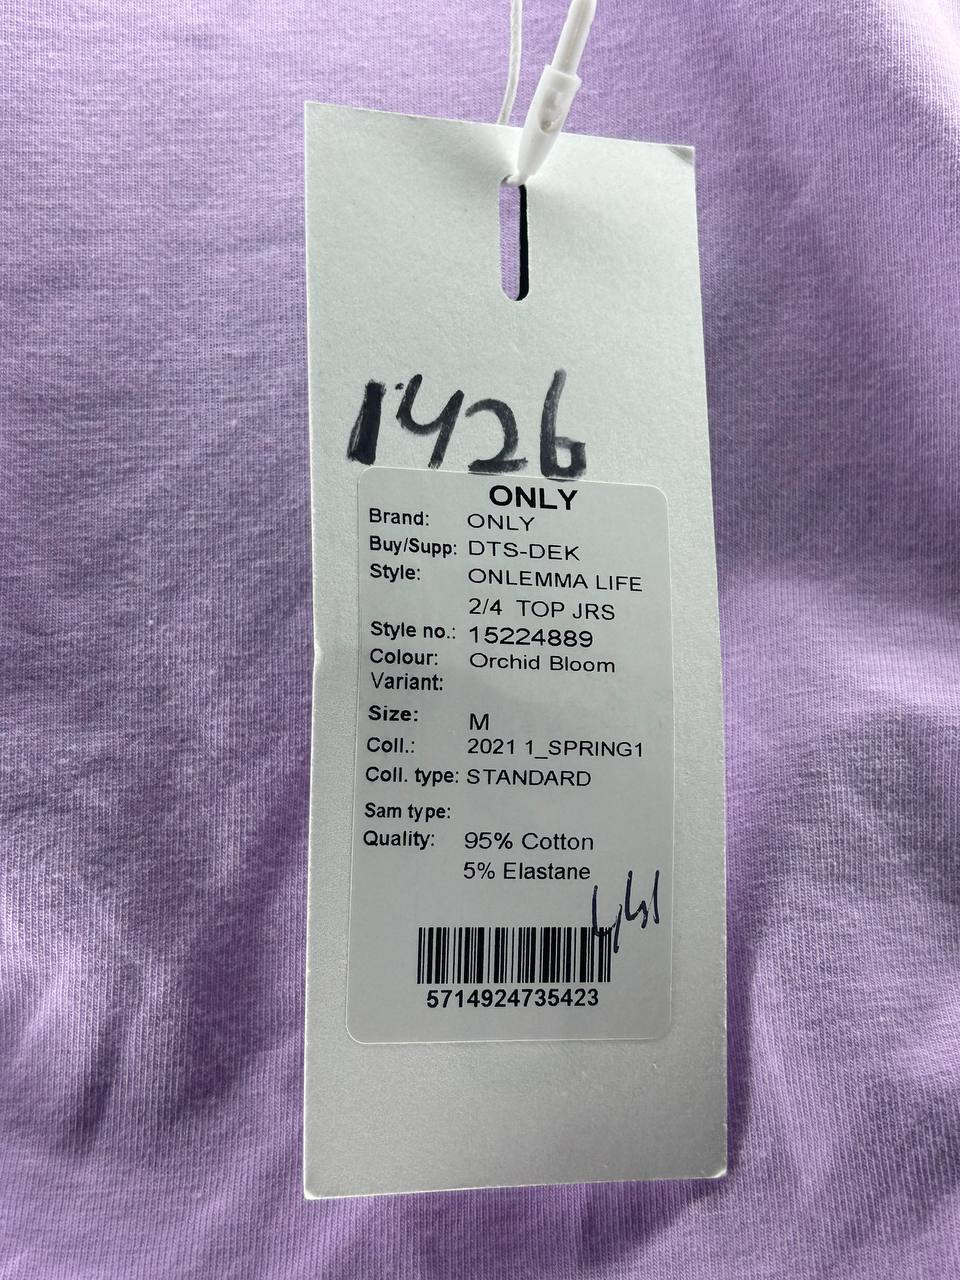 1426
ONLY
Brand: ONLY
Buy/Supp: DTS-DEK
Style: ONLEMMA LIFE
2/4 TOP JRS
Style no.: 15224889
Colour: Orchid Bloom
Variant:
Size: M
Coll.: 2021 1_SPRING1
Coll. type: STANDARD
Sam type:
Quality: 95% Cotton
5% Elastane
5714924735423